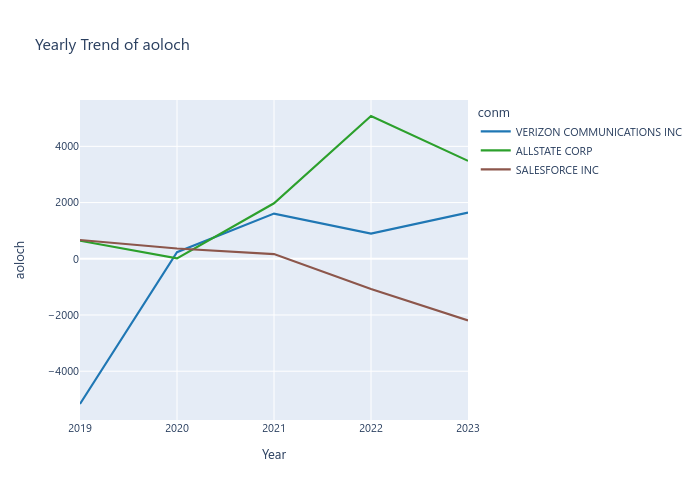 Yearly Trend of aoloch
conm
VERIZON COMMUNICATIONS INC
ALLSTATE CORP
SALESFORCE INC
aoloch
4000
2000
0
−2000
−4000
2019 2020 2021 2022 2023
Year